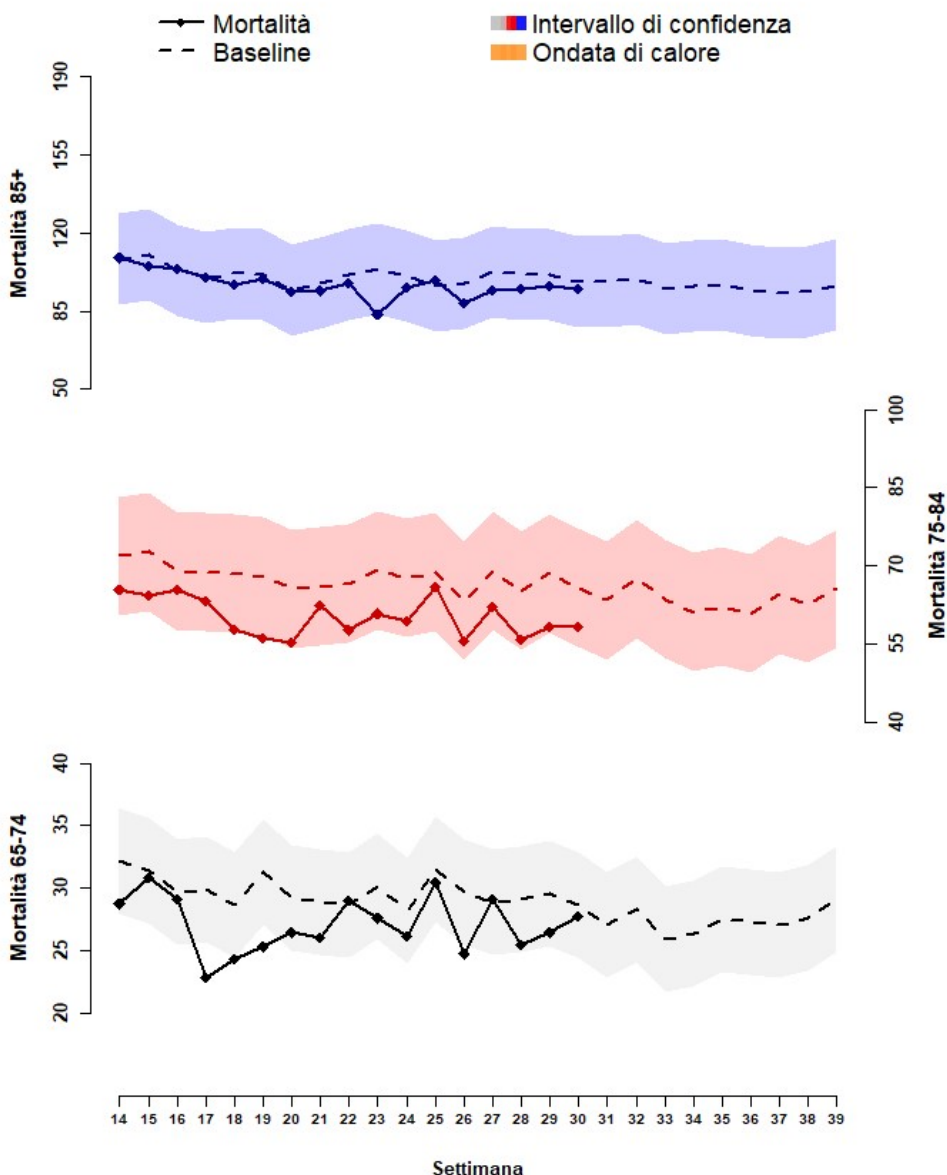 Mortalità
Intervallo di confidenza
Baseline
Ondata di calore
Mortalità 85+
190
155
120
85
50
Mortalità 75-84
100
85
70
55
40
Mortalità 65-74
40
35
30
25
20
14 15 16 17 18 19 20 21 22 23 24 25 26 27 28 29 30 31 32 33 34 35 36 37 38 39
Settimana